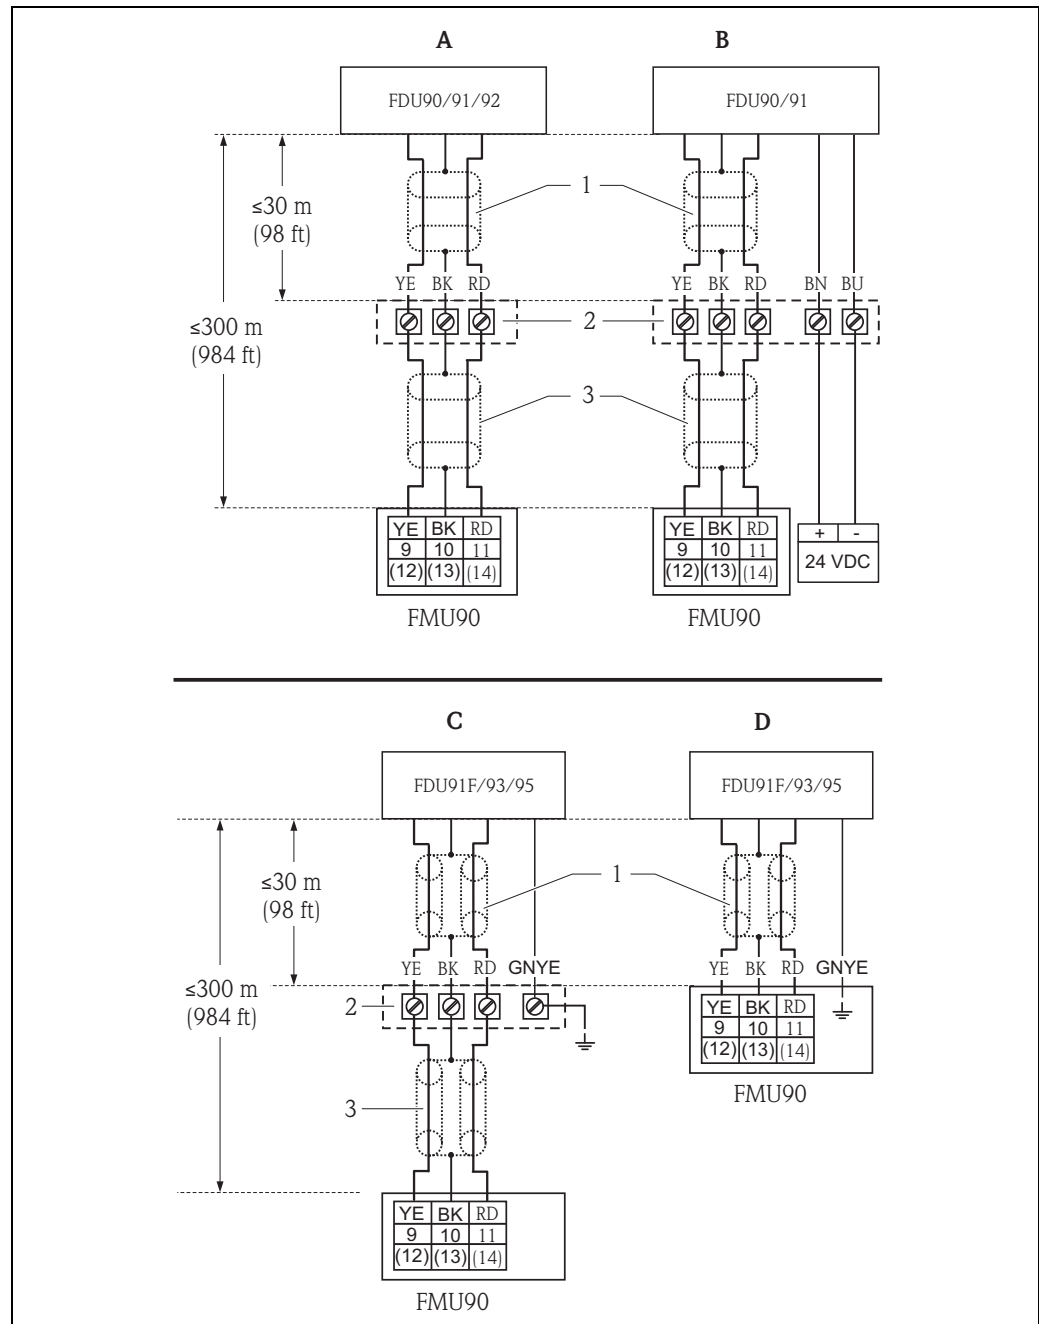 A B
FDU90/91/92 FDU90/91
1
≤30 m
(98 ft)
YE BK RD YE BK RD BN BU
2
≤300 m
(984 ft)
3
YE BK RD YE BK RD + -
9 10 11 9 10 11 24 VDC
(12) (13) (14) (12) (13) (14)
FMU90 FMU90
C D
FDU91F/93/95 FDU91F/93/95
1
≤30 m
(98 ft)
YE BK RD GNYE YE BK RD GNYE
≤300 m
(984 ft)
2
YE BK RD
9 10 11
(12) (13) (14)
FMU90
3
YE BK RD
9 10 11
(12) (13) (14)
FMU90